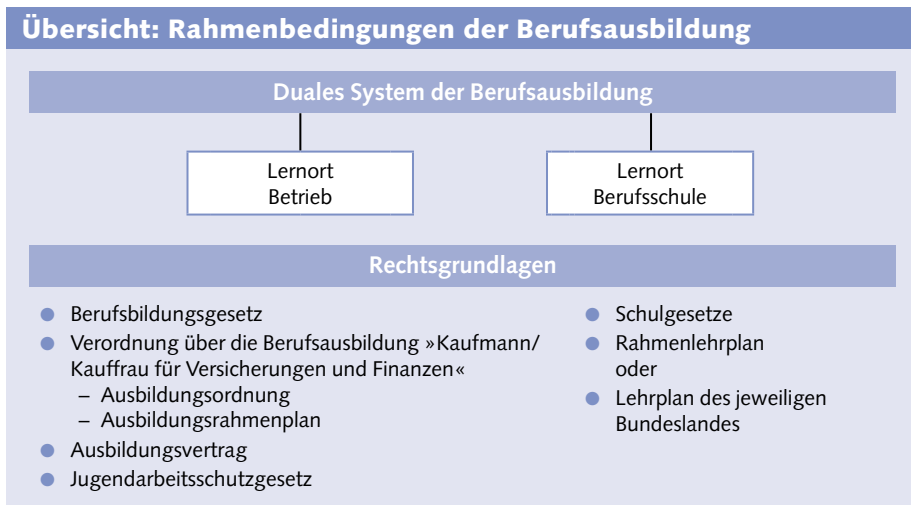 Übersicht: Rahmenbedingungen der Berufsausbildung
Duales System der Berufsausbildung
Lernort
Betrieb
Lernort
Berufsschule
Rechtsgrundlagen
● Berufsbildungsgesetz
● Verordnung über die Berufsausbildung »Kaufmann/
Kauffrau für Versicherungen und Finanzen«
– Ausbildungsordnung
– Ausbildungsrahmenplan
● Ausbildungsvertrag
● Jugendarbeitsschutzgesetz
● Schulgesetze
● Rahmenlehrplan
oder
● Lehrplan des jeweiligen
Bundeslandes